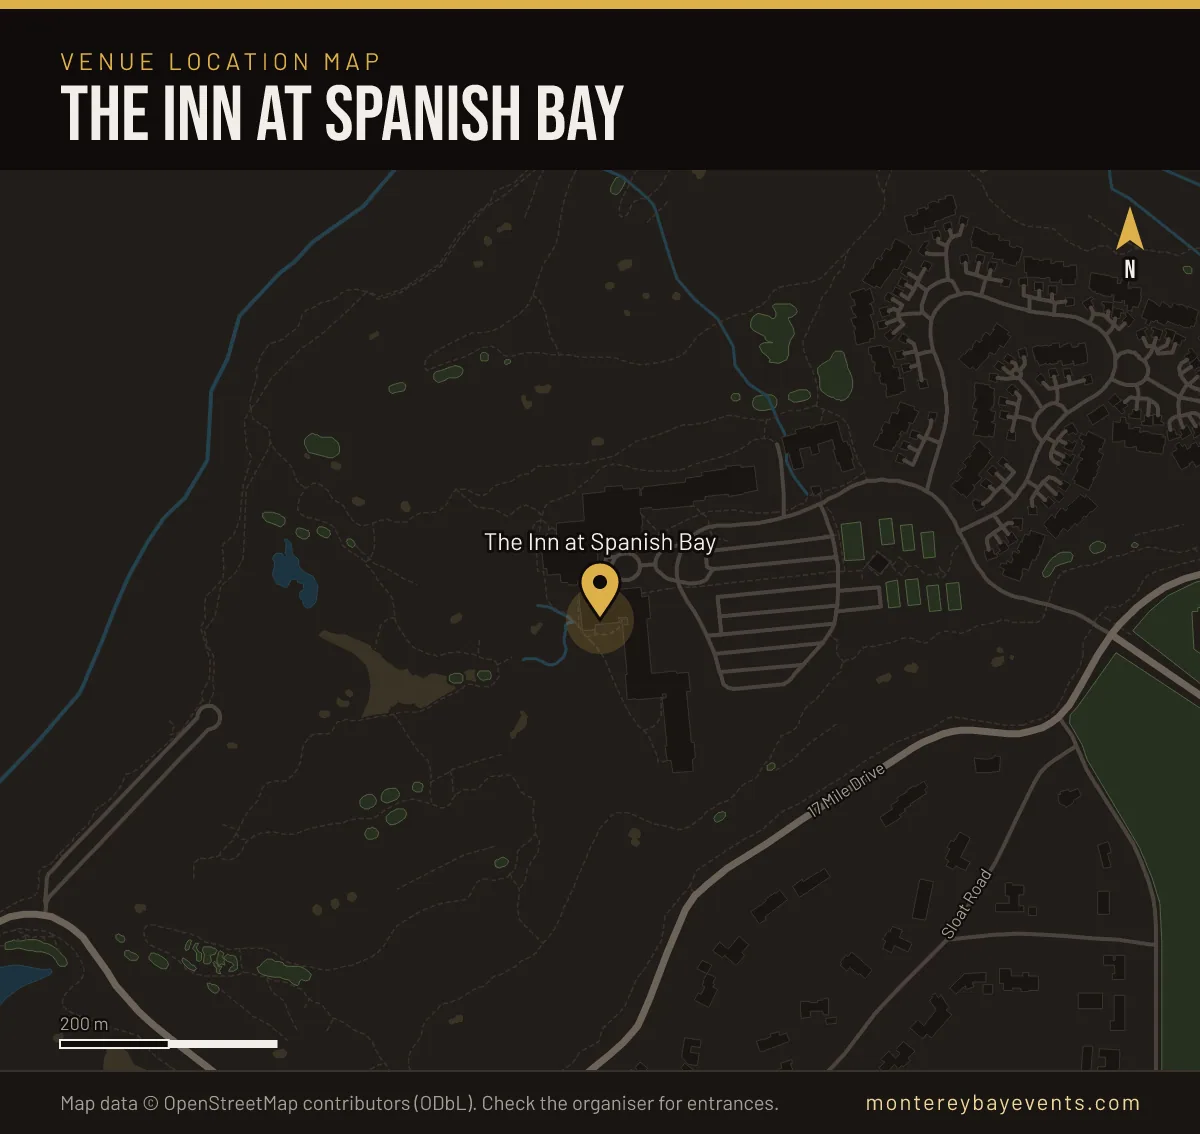 VENUE LOCATION MAP
THE INN AT SPANISH BAY
N
The Inn at Spanish Bay
17 Mile Drive
Sloat Road
200 m
Map data © OpenStreetMap contributors (ODbL). Check the organiser for entrances.
montereybayevents.com